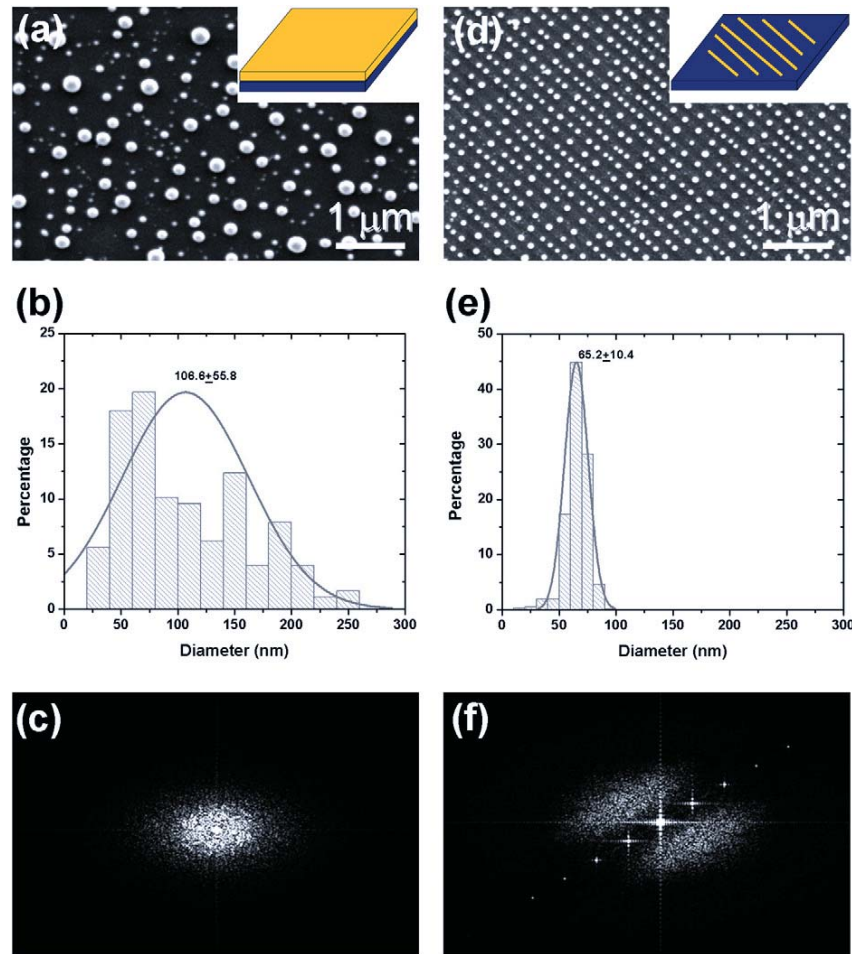 (a)
1 μm
(d)
1 μm
(b)
25
20
15
10
5
0
Percentage
106.6±55.8
0 50 100 150 200 250 300
Diameter (nm)
(e)
50
40
30
20
10
0
Percentage
65.2±10.4
0 50 100 150 200 250 300
Diameter (nm)
(c)
(f)